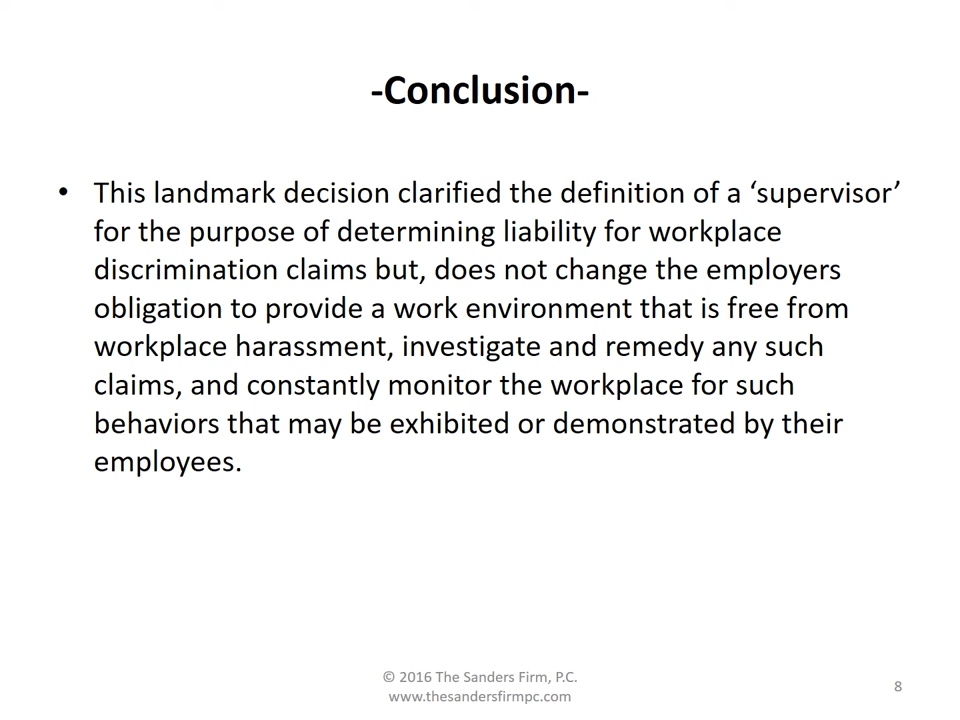 -Conclusion-
• This landmark decision clarified the definition of a ‘supervisor’
for the purpose of determining liability for workplace
discrimination claims but, does not change the employers
obligation to provide a work environment that is free from
workplace harassment, investigate and remedy any such
claims, and constantly monitor the workplace for such
behaviors that may be exhibited or demonstrated by their
employees.
© 2016 The Sanders Firm, P.C.
www.thesandersfirmpc.com
8